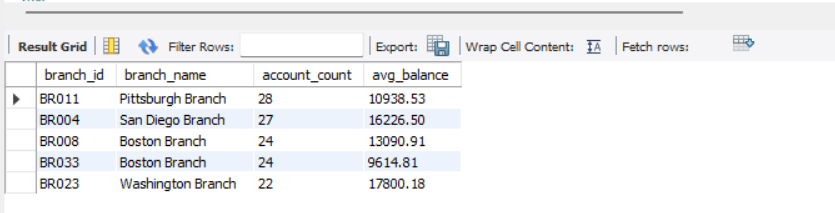 Result Grid Filter Rows: Export: Wrap Cell Content: Fetch rows:
branch_id branch_name account_count avg_balance
BR011 Pittsburgh Branch 28 10938.53
BR004 San Diego Branch 27 16226.50
BR008 Boston Branch 24 13090.91
BR033 Boston Branch 24 9614.81
BR023 Washington Branch 22 17800.18